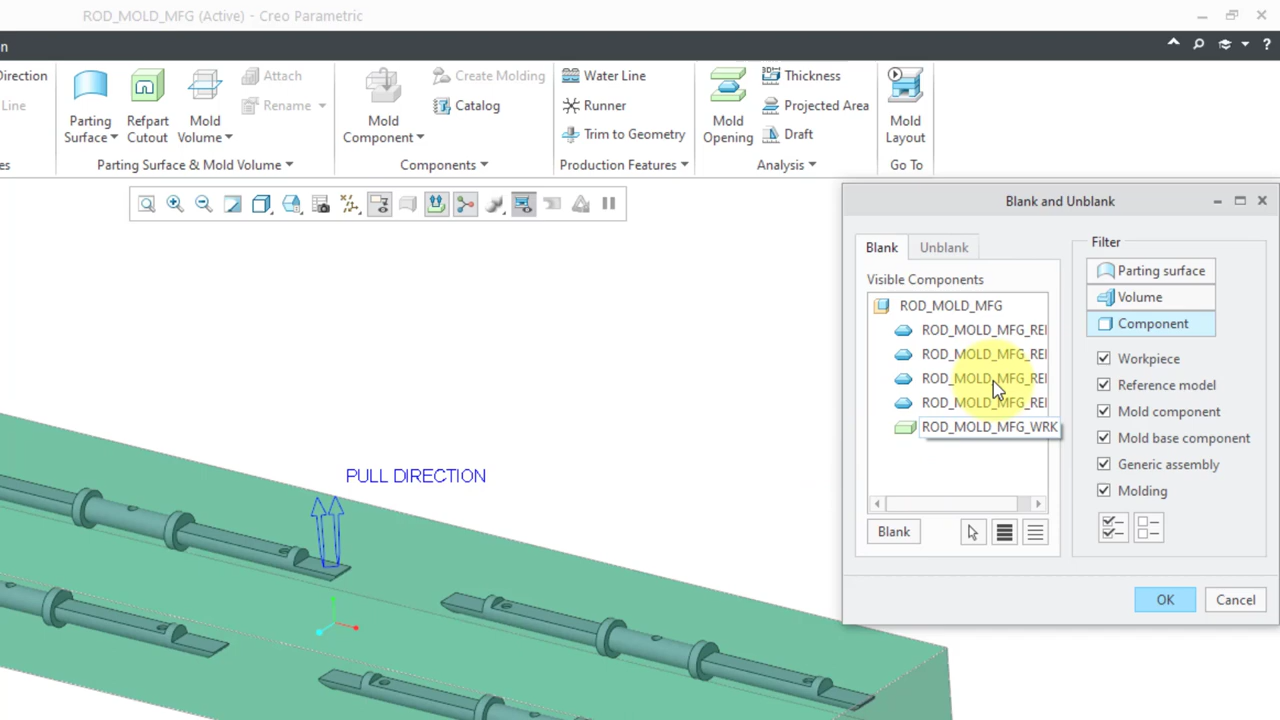 ROD_MOLD_MFG (Active) - Creo Parametric
n
Direction
Line
es
Parting Surface
Refpart Cutout
Mold Volume
Attach
Rename
Parting Surface & Mold Volume
Mold Component
Create Molding
Catalog
Components
Water Line
Runner
Trim to Geometry
Production Features
Mold Opening
Thickness
Projected Area
Draft
Analysis
Mold Layout
Go To
Blank and Unblank
Blank
Unblank
Visible Components
ROD_MOLD_MFG
ROD_MOLD_MFG_REI
ROD_MOLD_MFG_REI
ROD_MOLD_MFG_REI
ROD_MOLD_MFG_REI
ROD_MOLD_MFG_WRK
Blank
Filter
Parting surface
Volume
Component
Workpiece
Reference model
Mold component
Mold base component
Generic assembly
Molding
OK
Cancel
PULL DIRECTION